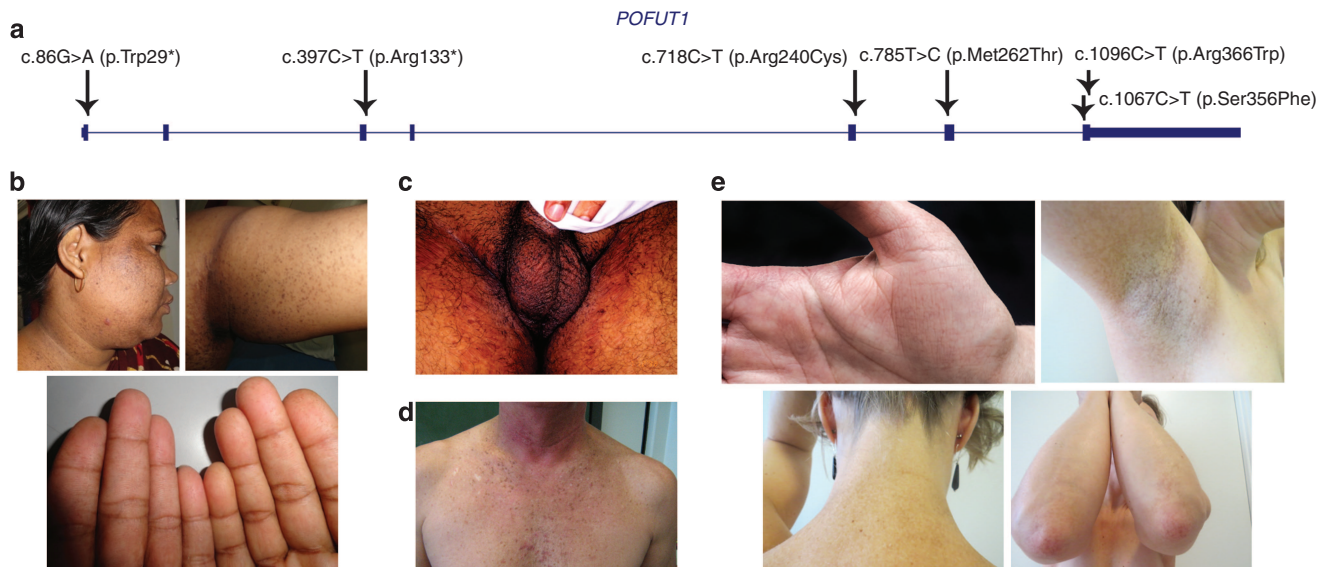 POFUT1
a
c.86G>A (p.Trp29*)
c.397C>T (p.Arg133*)
c.718C>T (p.Arg240Cys)
c.785T>C (p.Met262Thr)
c.1096C>T (p.Arg366Trp)
c.1067C>T (p.Ser356Phe)
b
c
d
e